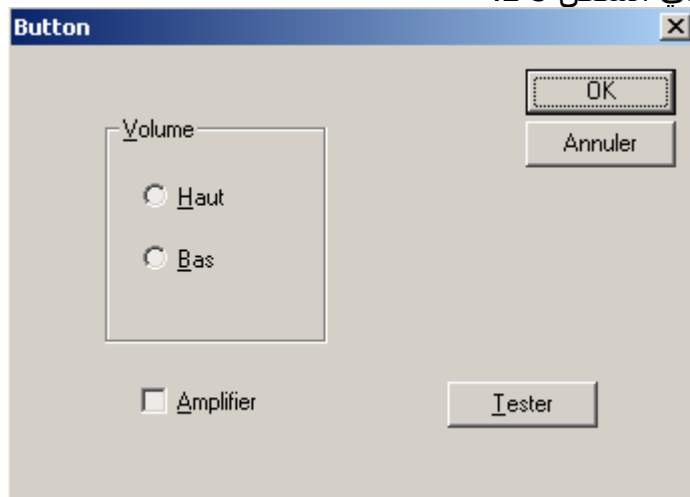 Button
OK
Annuler
Volume
Haut
Bas
Amplifier
Tester